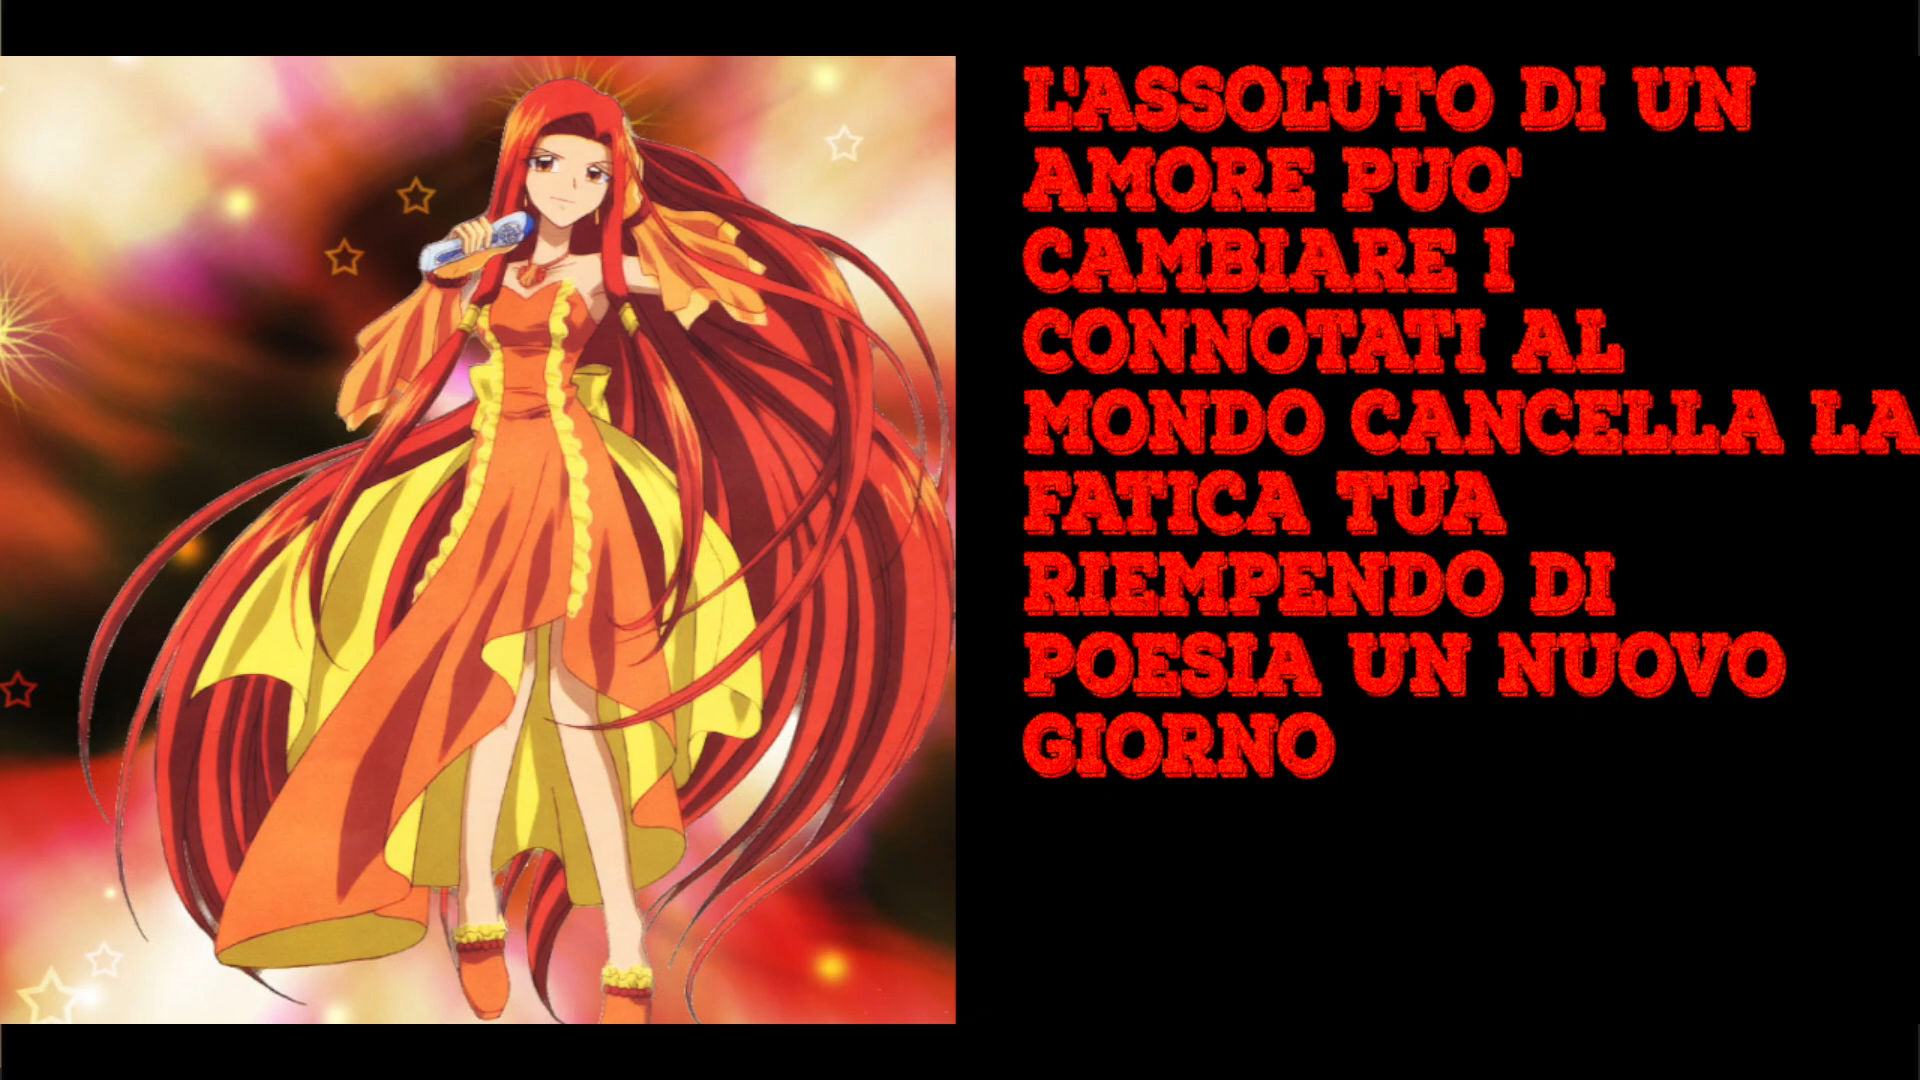 L'ASSOLUTO DI UN
AMORE PUO'
CAMBIARE I
CONNOTATI AL
MONDO CANCELLA LA
FATICA TUA
RIEMPENDO DI
POESIA UN NUOVO
GIORNO